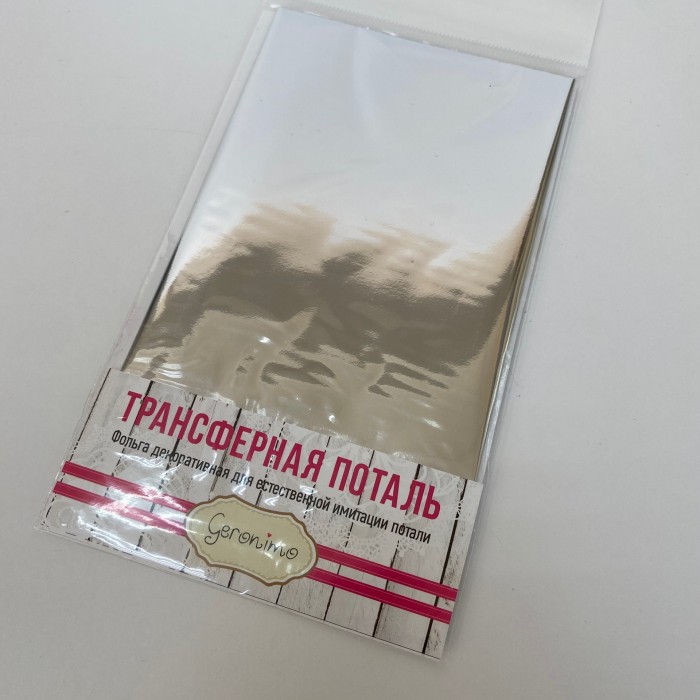 ТРАНСФЕРНАЯ ПОТАЛЬ
Фольга декоративная для естественной имитации потали
Geronimo